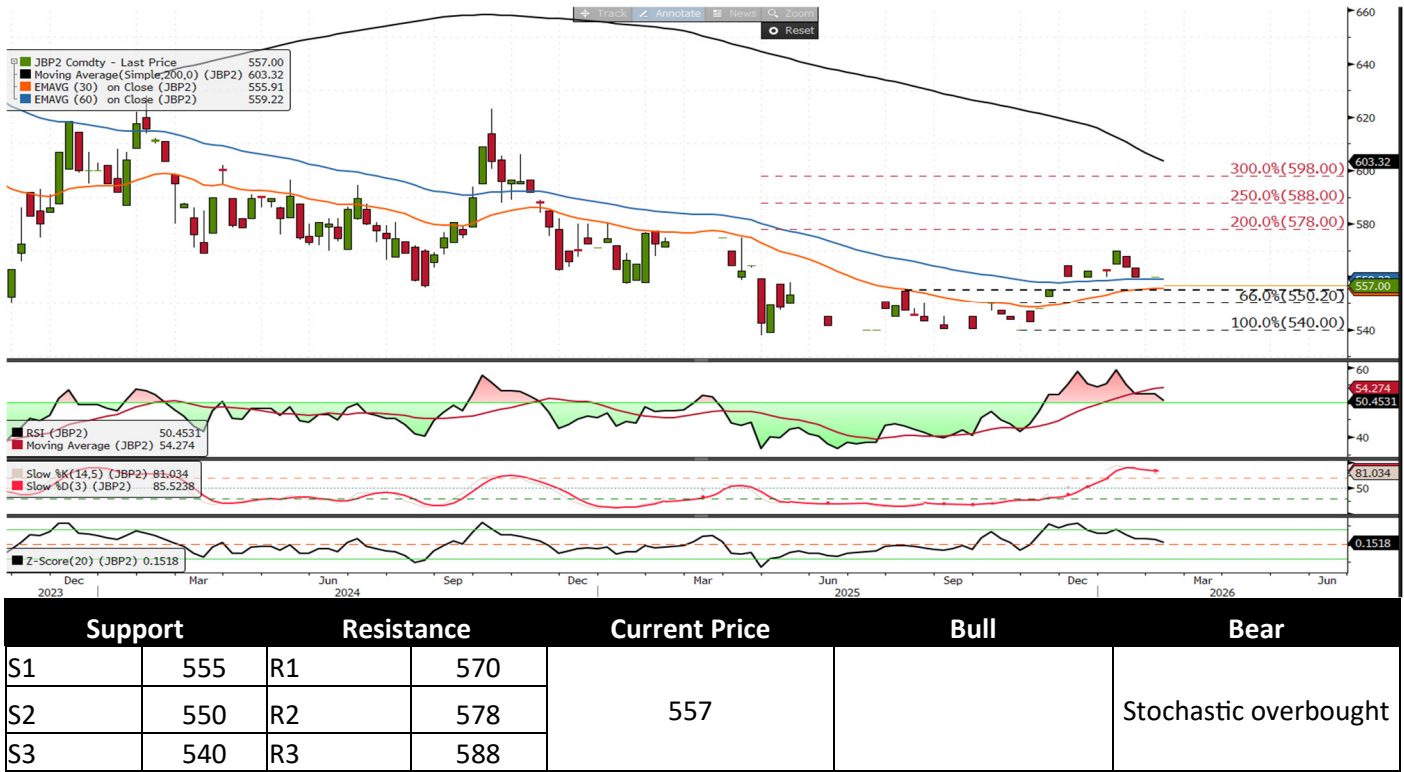 Track Annotate News Zoom
Reset
JBP2 Comdty - Last Price 557.00
Moving Average(Simple,200,0) (JBP2) 603.32
EMAVG (30) on Close (JBP2) 555.91
EMAVG (60) on Close (JBP2) 559.22
660
640
620
603.32
600
580
557.00
540
300.0%(598.00)
250.0%(588.00)
200.0%(578.00)
66.0%(550.20)
100.0%(540.00)
RSI (JBP2) 50.4531
Moving Average (JBP2) 54.274
60
54.274
50.4531
40
Slow %K(14,5) (JBP2) 81.034
Slow %D(3) (JBP2) 85.5238
81.034
50
Z-Score(20) (JBP2) 0.1518
0.1518
Dec Mar Jun Sep Dec Mar Jun Sep Dec Mar Jun
2023 2024 2025 2026
Support Resistance Current Price Bull Bear
S1 555 R1 570
S2 550 R2 578 557 Stochastic overbought
S3 540 R3 588